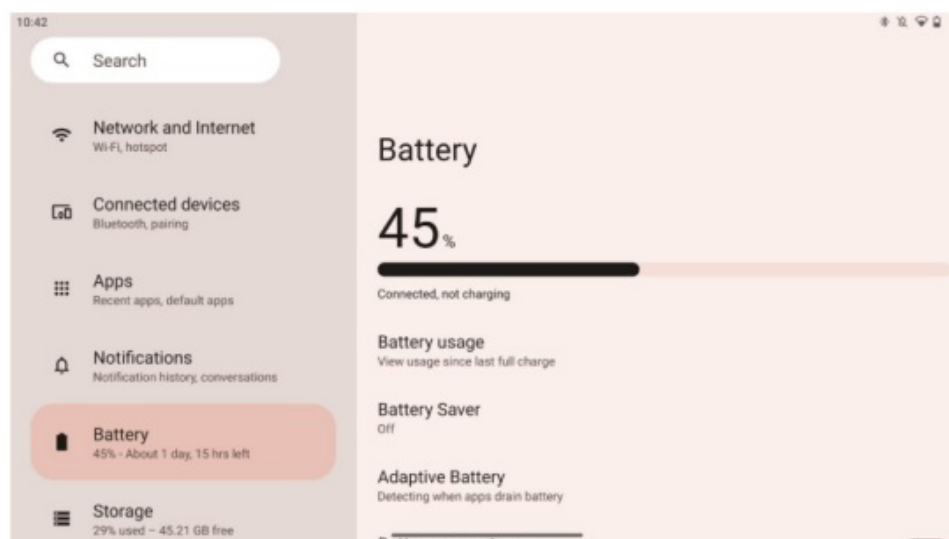 10:42
Search
Network and Internet
Wi-Fi, hotspot
Connected devices
Bluetooth, pairing
Apps
Recent apps, default apps
Notifications
Notification history, conversations
Battery
45% - About 1 day, 15 hrs left
Storage
29% used – 45.21 GB free
Battery
45%
Connected, not charging
Battery usage
View usage since last full charge
Battery Saver
Off
Adaptive Battery
Detecting when apps drain battery